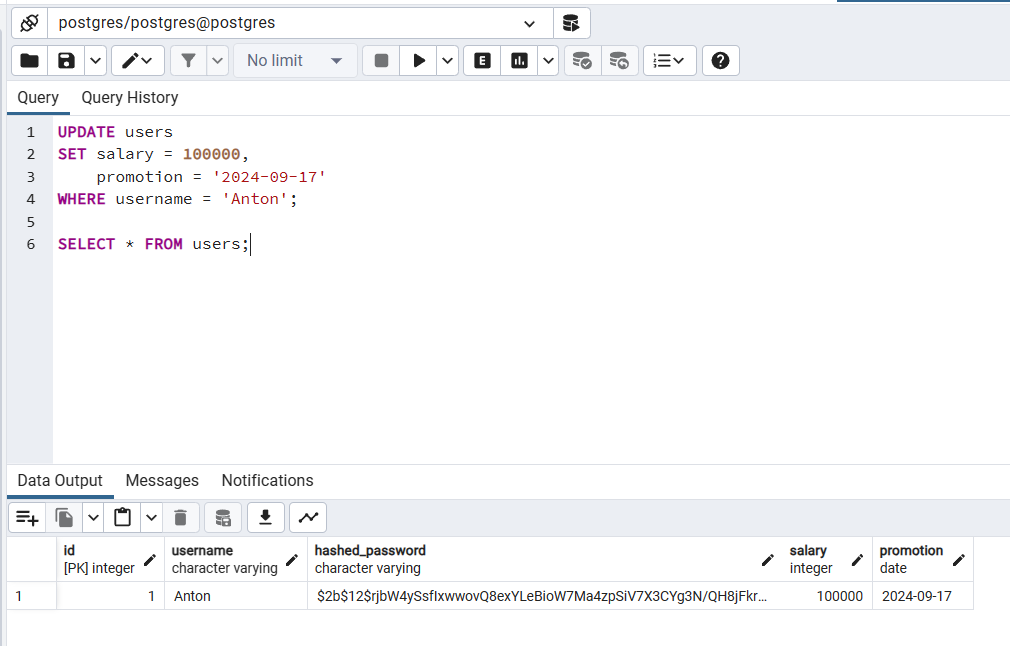 postgres/postgres@postgres
No limit
E
Query Query History
1 UPDATE users
2 SET salary = 100000,
3 promotion = '2024-09-17'
4 WHERE username = 'Anton';
5
6 SELECT * FROM users;
Data Output Messages Notifications
id username hashed_password salary promotion
[PK] integer character varying character varying integer date
1 1 Anton $2b$12$rjbW4ySsfIxwwovQ8exYLeBioW7Ma4zpSiV7X3CYg3N/QH8jFkr... 100000 2024-09-17